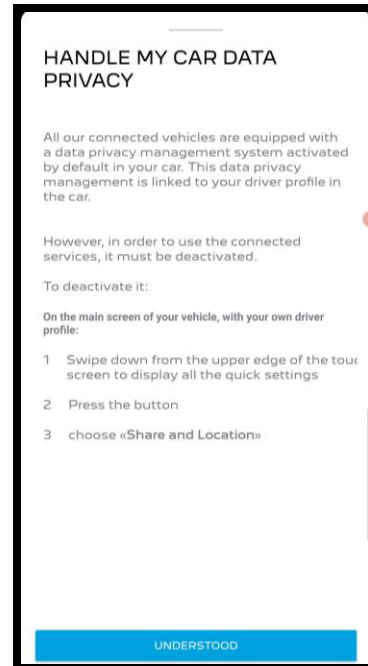 HANDLE MY CAR DATA
PRIVACY
All our connected vehicles are equipped with
a data privacy management system activated
by default in your car. This data privacy
management is linked to your driver profile in
the car.
However, in order to use the connected
services, it must be deactivated.
To deactivate it:
On the main screen of your vehicle, with your own driver
profile:
1 Swipe down from the upper edge of the touc
screen to display all the quick settings
2 Press the button
3 choose «Share and Location»
UNDERSTOOD